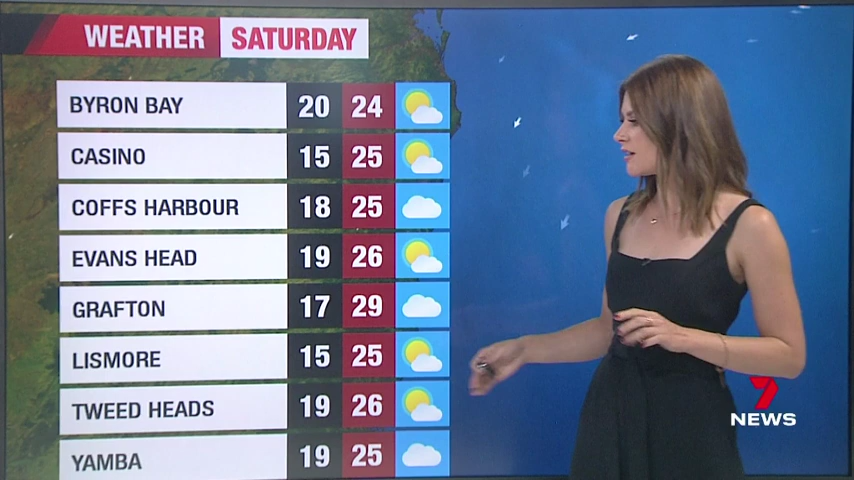 WEATHER SATURDAY
BYRON BAY 20 24
CASINO 15 25
COFFS HARBOUR 18 25
EVANS HEAD 19 26
GRAFTON 17 29
LISMORE 15 25
TWEED HEADS 19 26
YAMBA 19 25
7
NEWS